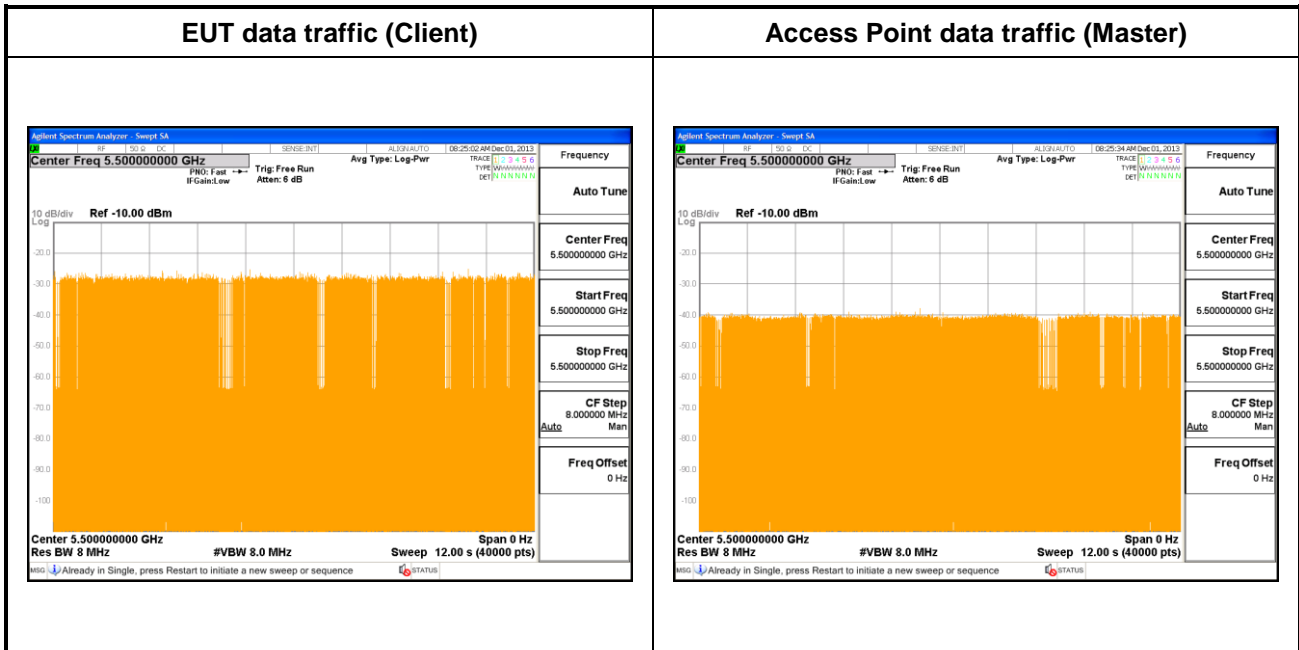 EUT data traffic (Client)
Access Point data traffic (Master)
Agilent Spectrum Analyzer - Swept SA
RF 50 Ω DC SENSE:INT ALIGNAUTO 08:25:02 AM Dec 01, 2013
Center Freq 5.500000000 GHz
Avg Type: Log-Pwr
TRACE 1 2 3 4 5 6
PNO: Fast
Trig: Free Run
TYPE
IFGain:Low
Atten: 6 dB
DET N N N N N N
Frequency
Auto Tune
10 dB/div Ref -10.00 dBm
Log
-20.0
-30.0
-40.0
-50.0
-60.0
-70.0
-80.0
-90.0
-100
Center Freq
5.500000000 GHz
Start Freq
5.500000000 GHz
Stop Freq
5.500000000 GHz
CF Step
8.000000 MHz
Auto Man
Freq Offset
0 Hz
Center 5.500000000 GHz Span 0 Hz
Res BW 8 MHz #VBW 8.0 MHz Sweep 12.00 s (40000 pts)
MSG Already in Single, press Restart to initiate a new sweep or sequence STATUS
Agilent Spectrum Analyzer - Swept SA
RF 50 Ω DC SENSE:INT ALIGNAUTO 08:25:34 AM Dec 01, 2013
Center Freq 5.500000000 GHz
Avg Type: Log-Pwr
TRACE 1 2 3 4 5 6
PNO: Fast
Trig: Free Run
TYPE
IFGain:Low
Atten: 6 dB
DET N N N N N N
Frequency
Auto Tune
10 dB/div Ref -10.00 dBm
Log
-20.0
-30.0
-40.0
-50.0
-60.0
-70.0
-80.0
-90.0
-100
Center Freq
5.500000000 GHz
Start Freq
5.500000000 GHz
Stop Freq
5.500000000 GHz
CF Step
8.000000 MHz
Auto Man
Freq Offset
0 Hz
Center 5.500000000 GHz Span 0 Hz
Res BW 8 MHz #VBW 8.0 MHz Sweep 12.00 s (40000 pts)
MSG Already in Single, press Restart to initiate a new sweep or sequence STATUS